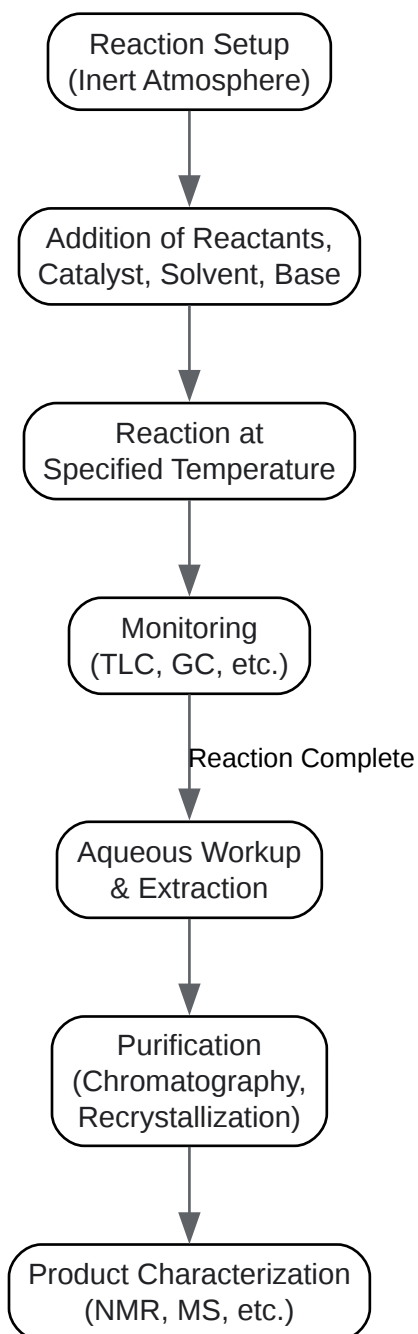 Reaction Setup
(Inert Atmosphere)
Addition of Reactants,
Catalyst, Solvent, Base
Reaction at
Specified Temperature
Monitoring
(TLC, GC, etc.)
Reaction Complete
Aqueous Workup
& Extraction
Purification
(Chromatography,
Recrystallization)
Product Characterization
(NMR, MS, etc.)